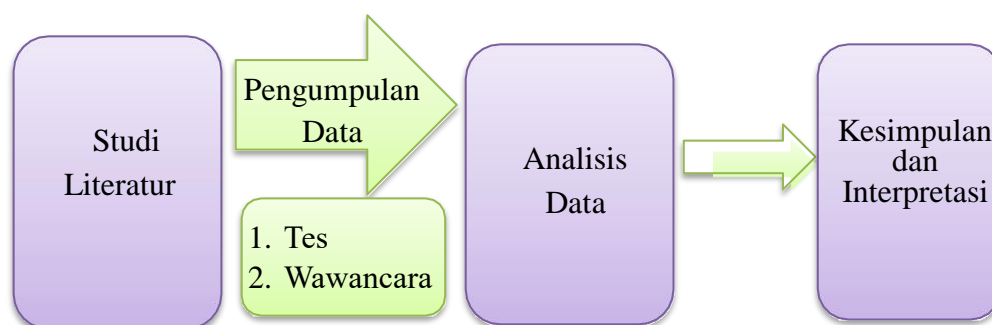 Studi
Literatur
Pengumpulan
Data
1. Tes
2. Wawancara
Analisis
Data
Kesimpulan
dan
Interpretasi